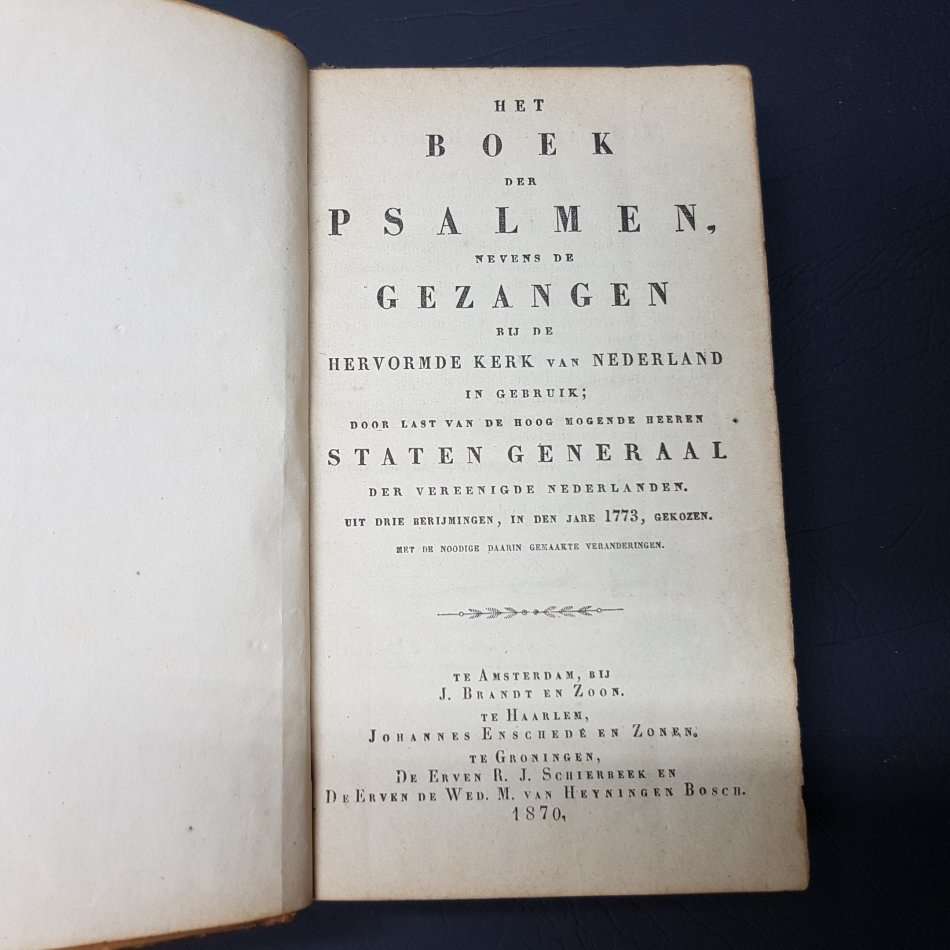 HET
BOEK
DER
PSALMEN,
NEVENS DE
GEZANGEN
BIJ DE
HERVORMDE KERK VAN NEDERLAND
IN GEBRUIK;
DOOR LAST VAN DE HOOG MOGENDE HEEREN
STATEN GENERAAL
DER VEREENIGDE NEDERLANDEN.
UIT DRIE BERIJMINGEN, IN DEN JARE 1773, GEKOZEN.
MET DE NOODIGE DAARIN GEMAAKTE VERANDERINGEN.
TE AMSTERDAM, BIJ
J. BRANDT EN ZOON.
TE HAARLEM,
JOHANNES ENSCHEDÉ EN ZONEN.
TE GRONINGEN,
DE ERVEN R. J. SCHIERBEEK EN
DE ERVEN DE WED. M. VAN HEYNINGEN BOSCH.
1870.